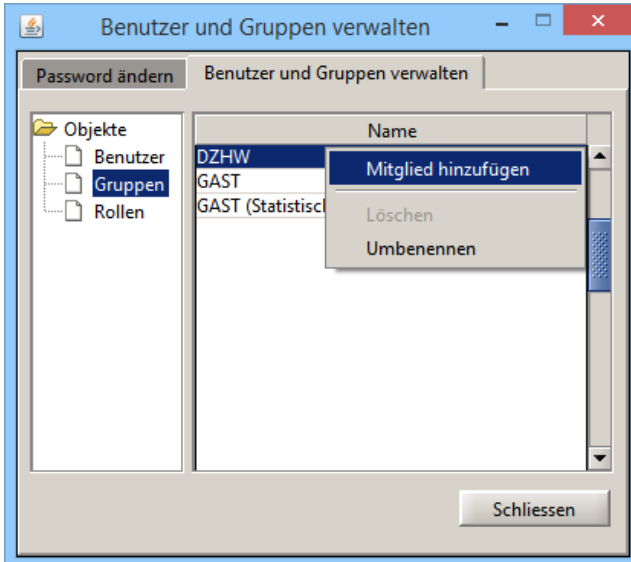 Benutzer und Gruppen verwalten
Password ändern
Benutzer und Gruppen verwalten
Objekte
Benutzer
Gruppen
Rollen
Name
DZHW
GAST
GAST (Statistisc
Mitglied hinzufügen
Löschen
Umbenennen
Schliessen